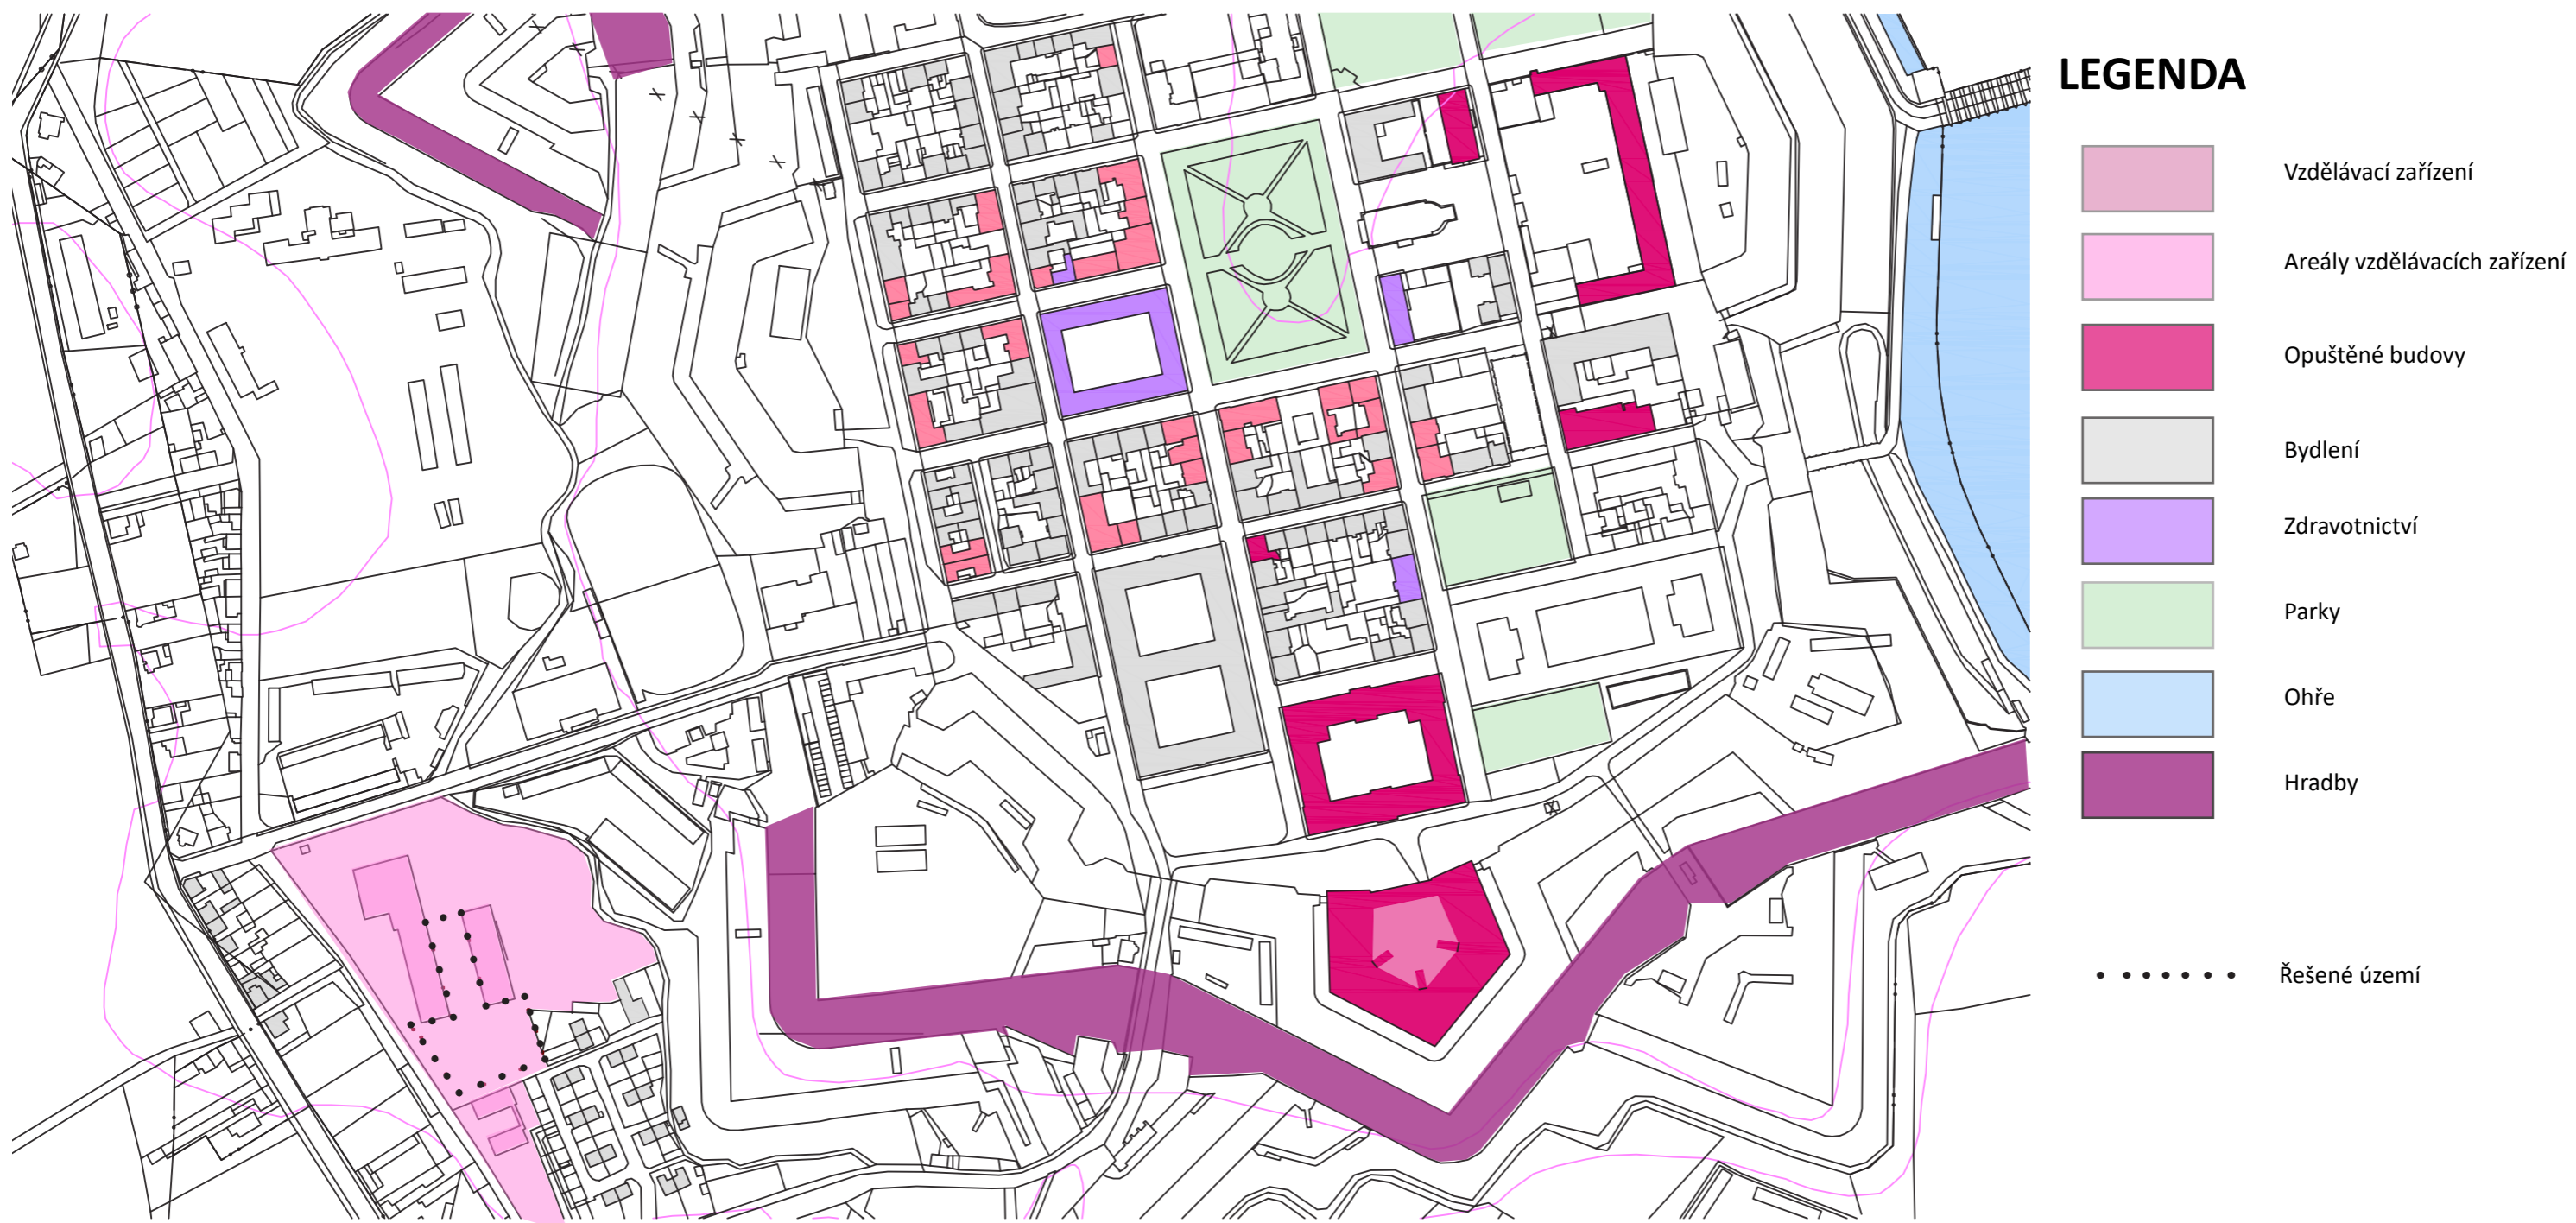 LEGENDA
Vzdělávací zařízení
Areály vzdělávacích zařízení
Opuštěné budovy
Bydlení
Zdravotnictví
Parky
Ohře
Hradby
Řešené území